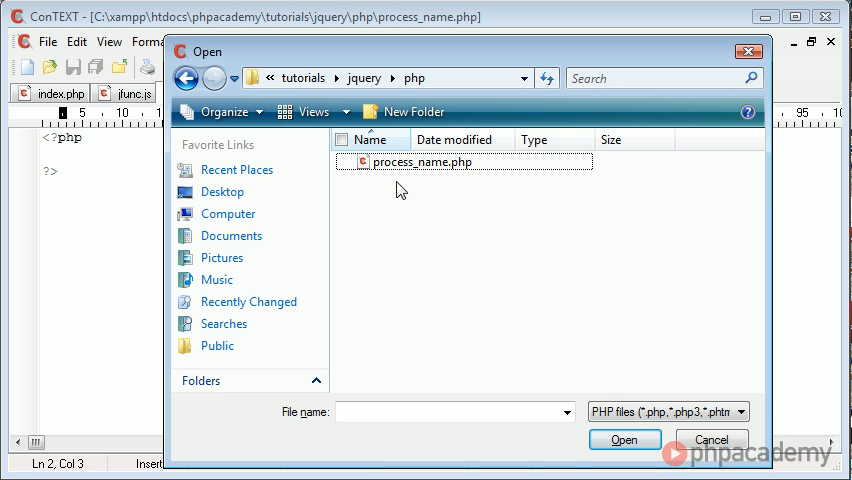 ConTEXT - [C:\xampp\htdocs\phpacademy\tutorials\jquery\php\process_name.php]
File Edit View Forma
Open
« tutorials jquery php
Search
index.php jfunc.js
Organize Views New Folder
5 10 1 95 10
Favorite Links
Name Date modified Type Size
<?php
process_name.php
?>
Recent Places
Desktop
Computer
Documents
Pictures
Music
Recently Changed
Searches
Public
Folders
File name:
PHP files (*.php,*.php3,*.phtm
Open Cancel
phpacademy
Ln 2, Col 3 Insert